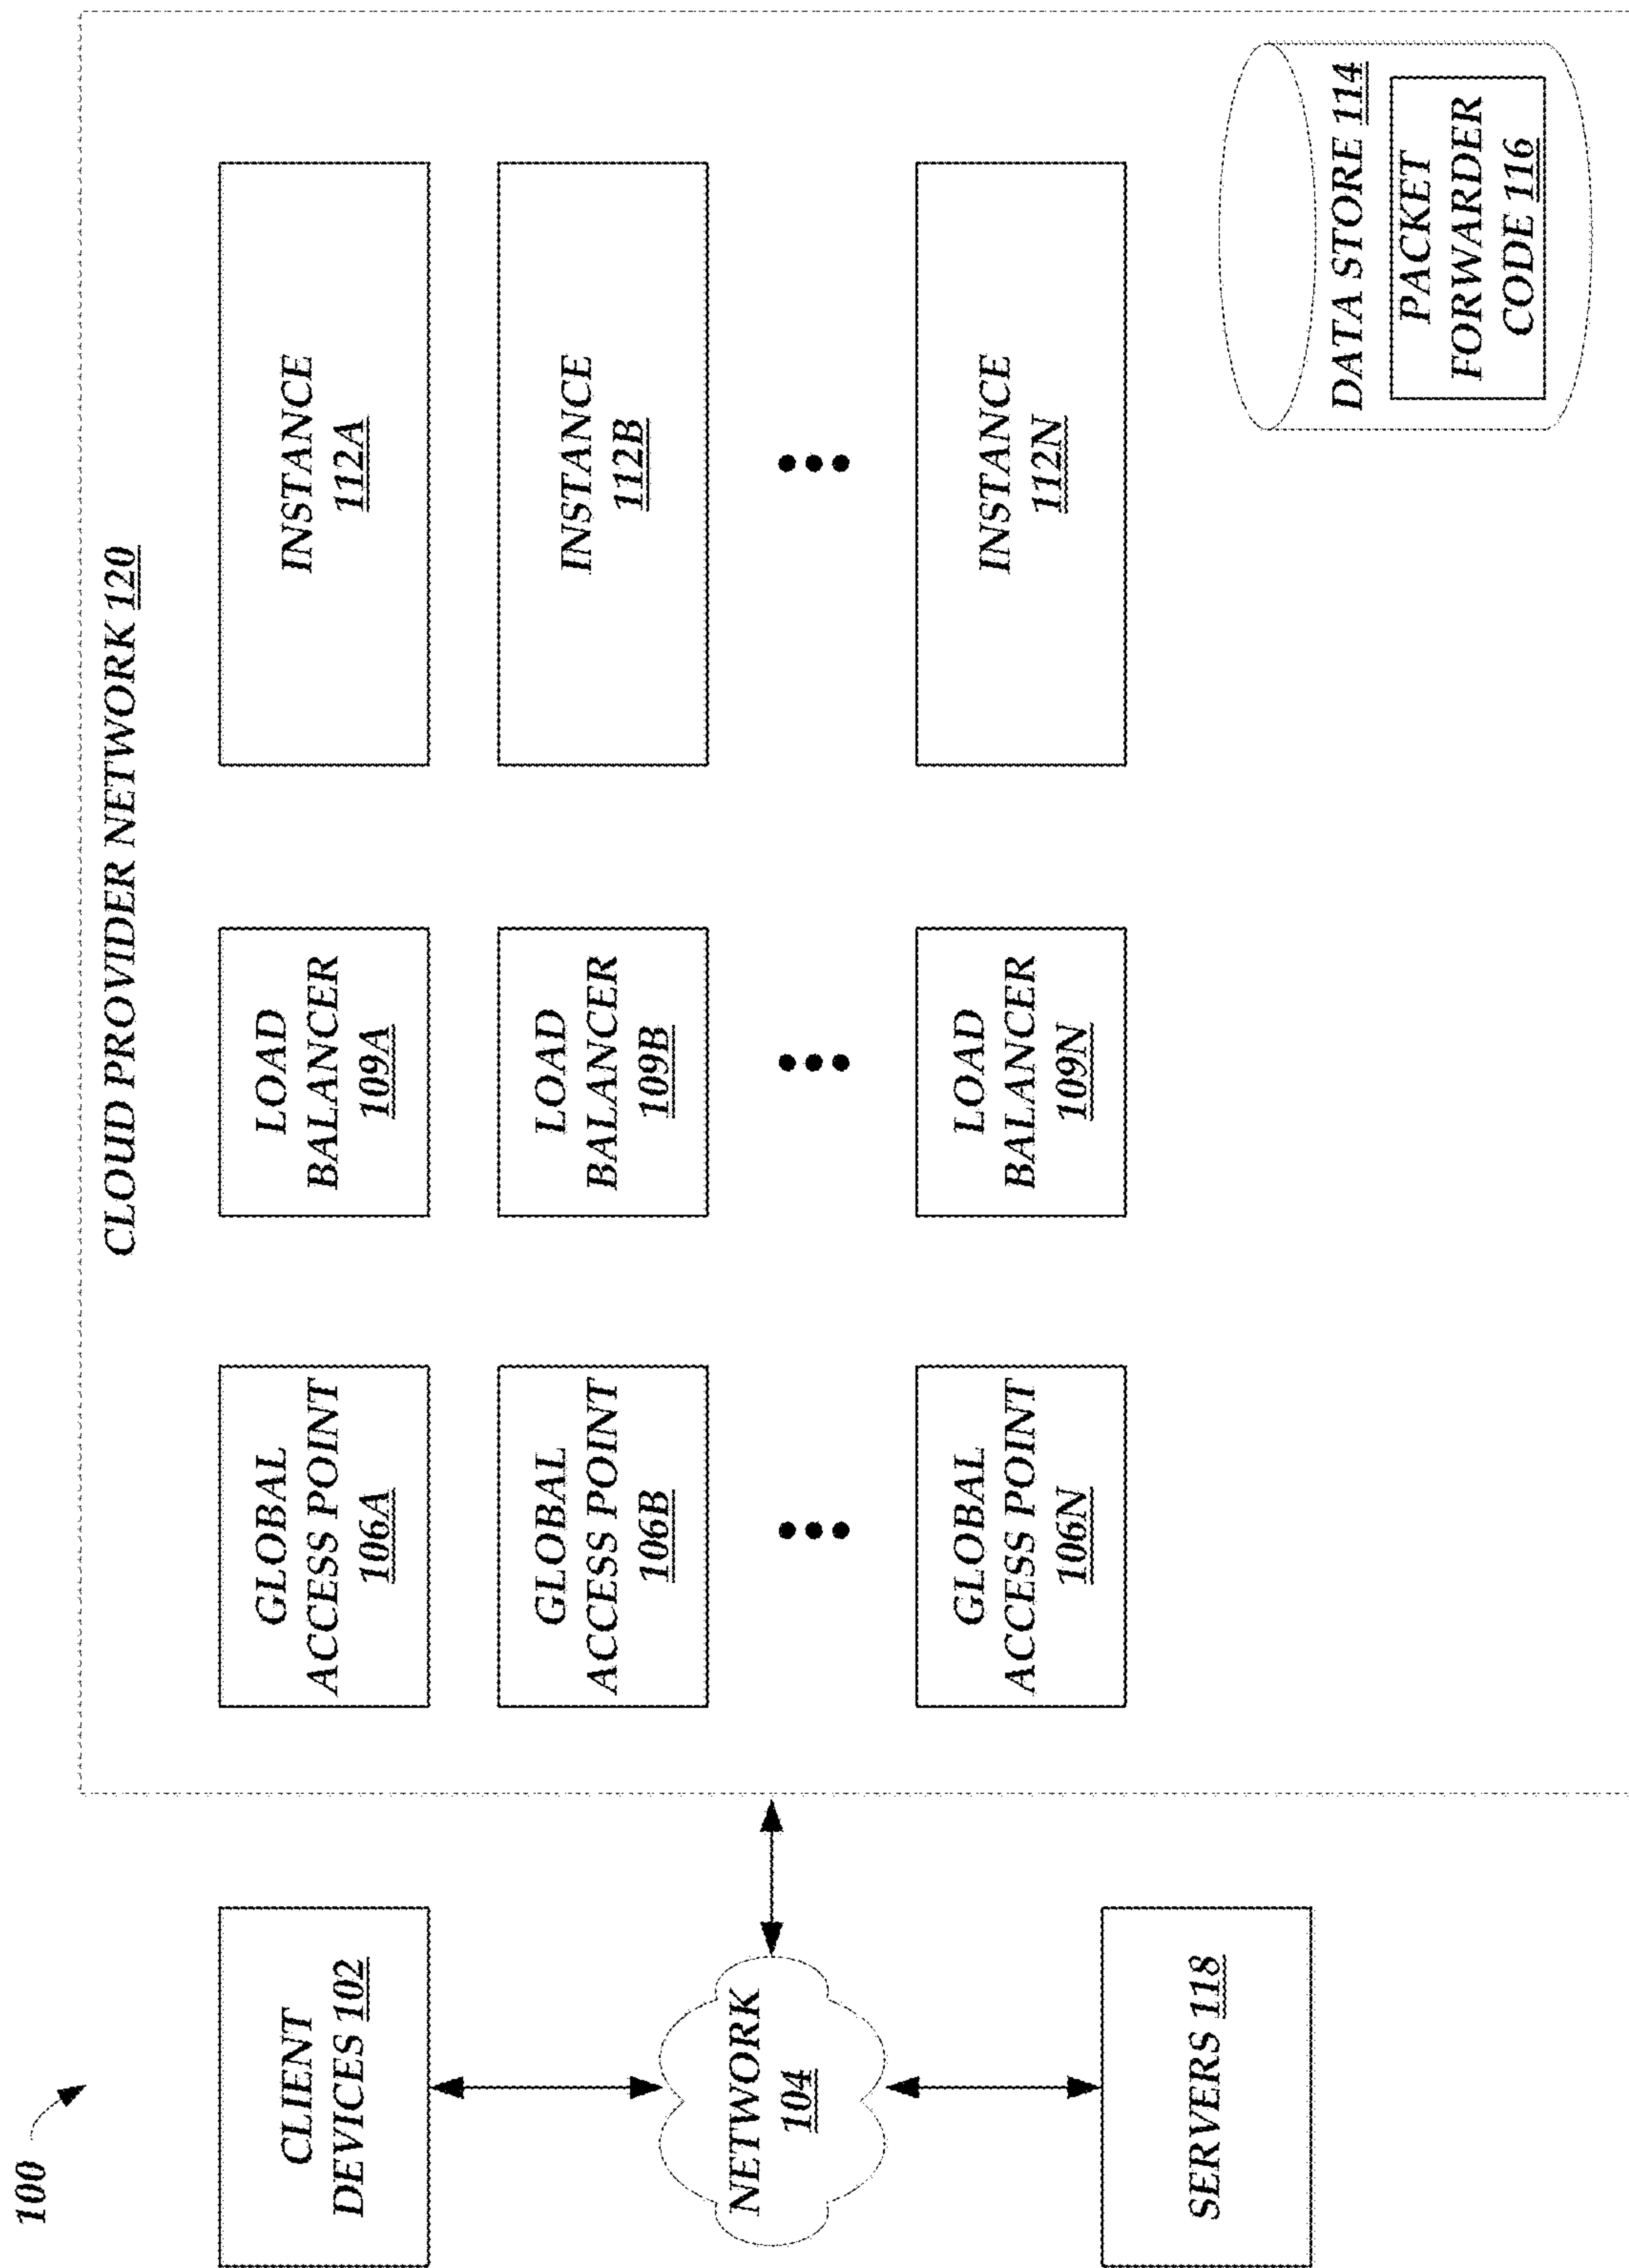 100
CLOUD PROVIDER NETWORK 120
CLIENT
DEVICES 102
NETWORK
104
SERVERS 118
GLOBAL
ACCESS POINT
106A
LOAD
BALANCER
109A
INSTANCE
112A
GLOBAL
ACCESS POINT
106B
LOAD
BALANCER
109B
INSTANCE
112B
GLOBAL
ACCESS POINT
106N
LOAD
BALANCER
109N
INSTANCE
112N
DATA STORE 114
PACKET
FORWARDER
CODE 116